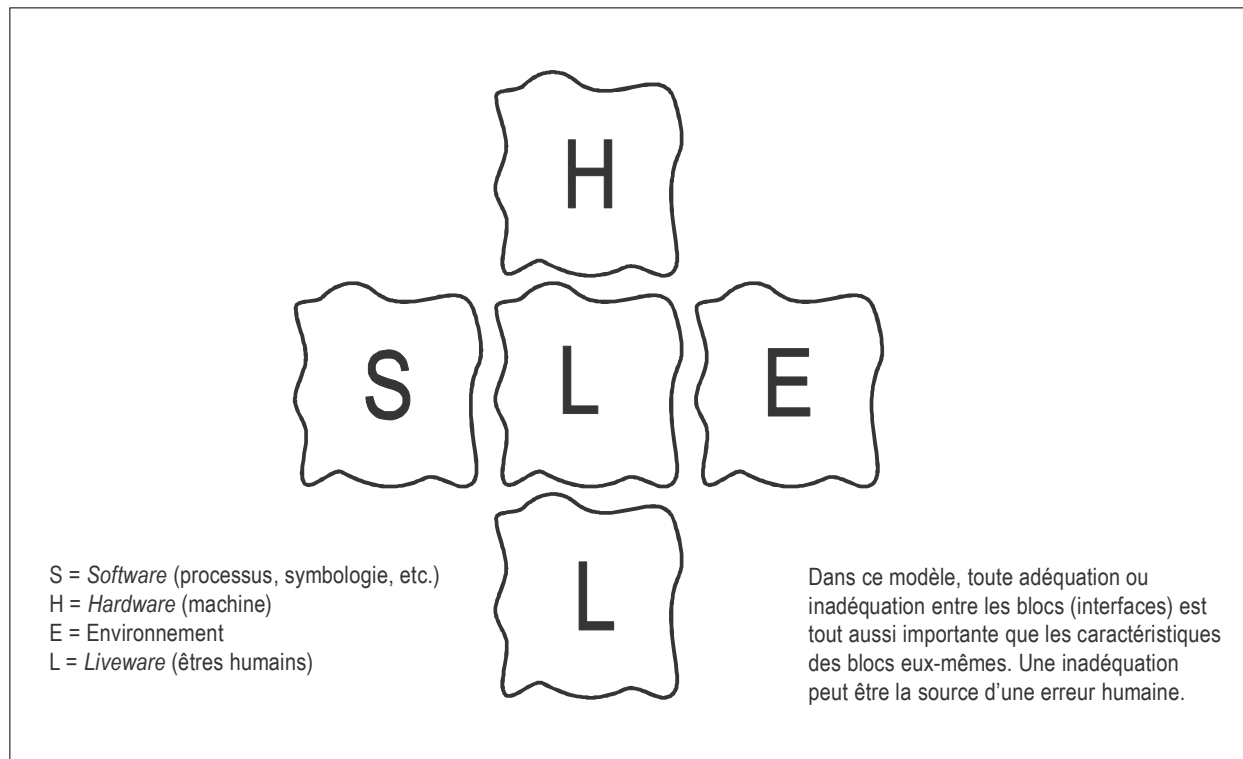 H
S L E
L
S = Software (processus, symbologie, etc.)
H = Hardware (machine)
E = Environnement
L = Liveware (êtres humains)
Dans ce modèle, toute adéquation ou
inadéquation entre les blocs (interfaces) est
tout aussi importante que les caractéristiques
des blocs eux-mêmes. Une inadéquation
peut être la source d’une erreur humaine.